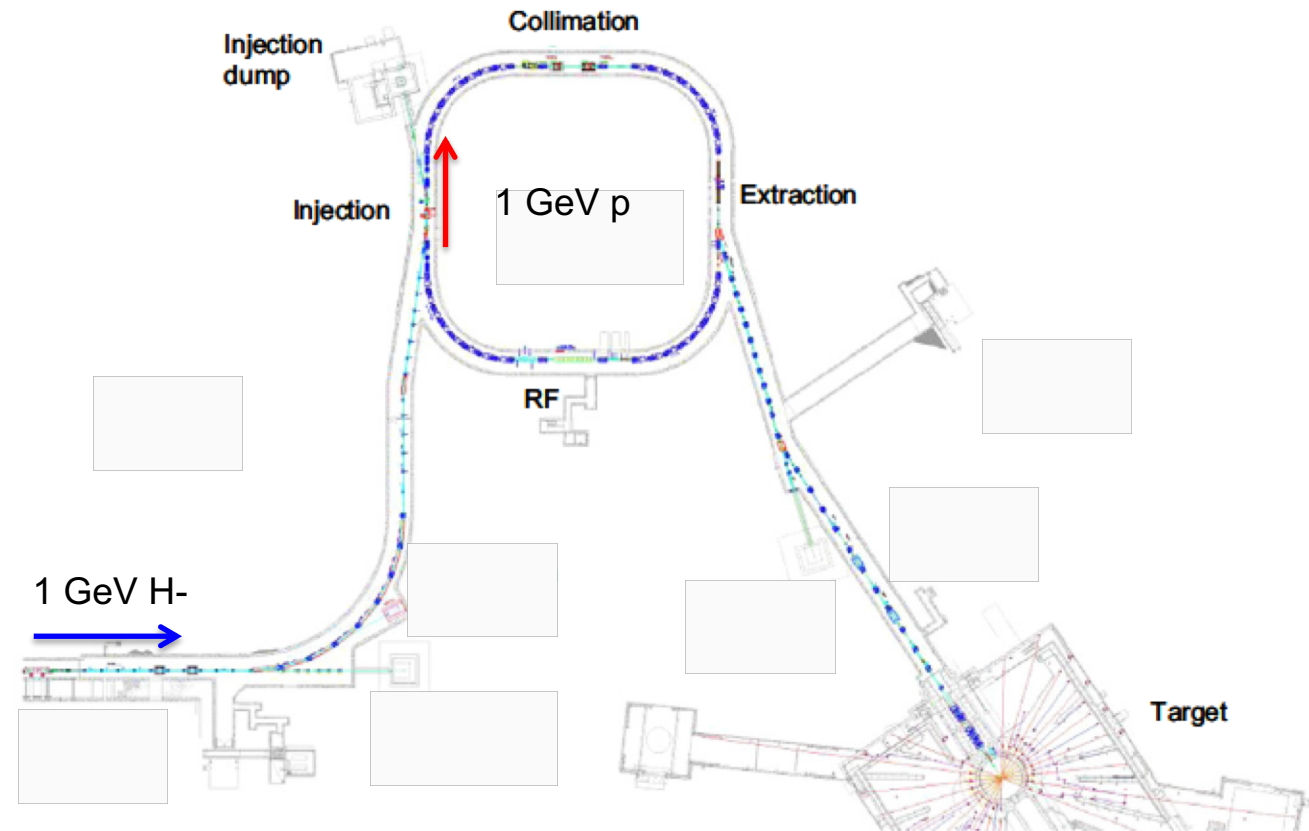 Collimation
Injection
dump
1 GeV p
Extraction
Injection
RF
1 GeV H-
Target